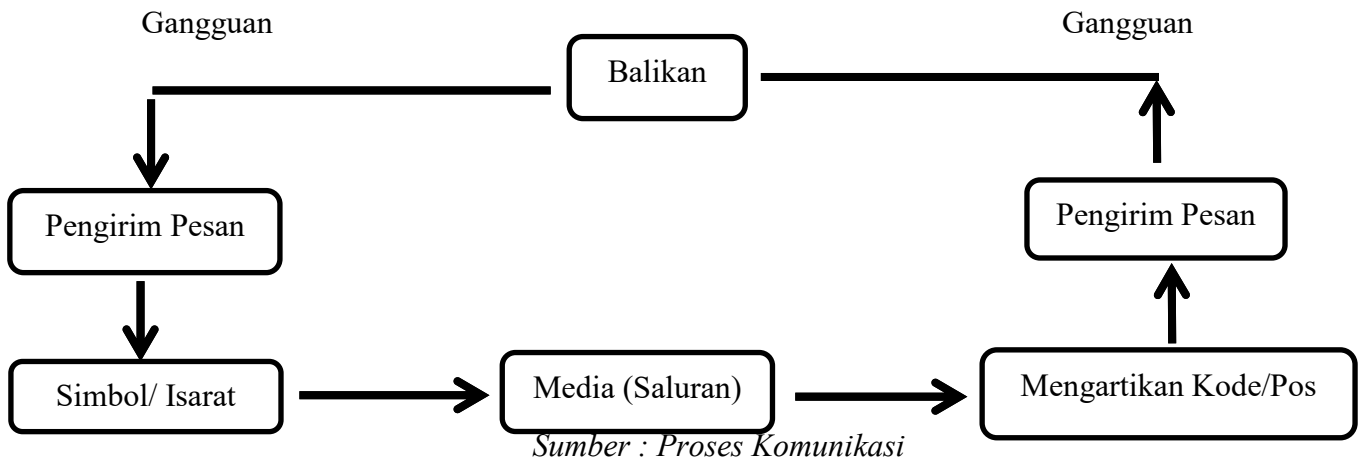 Gangguan
Gangguan
Balikan
Pengirim Pesan
Pengirim Pesan
Simbol/ Isarat
Media (Saluran)
Mengartikan Kode/Pos
Sumber : Proses Komunikasi